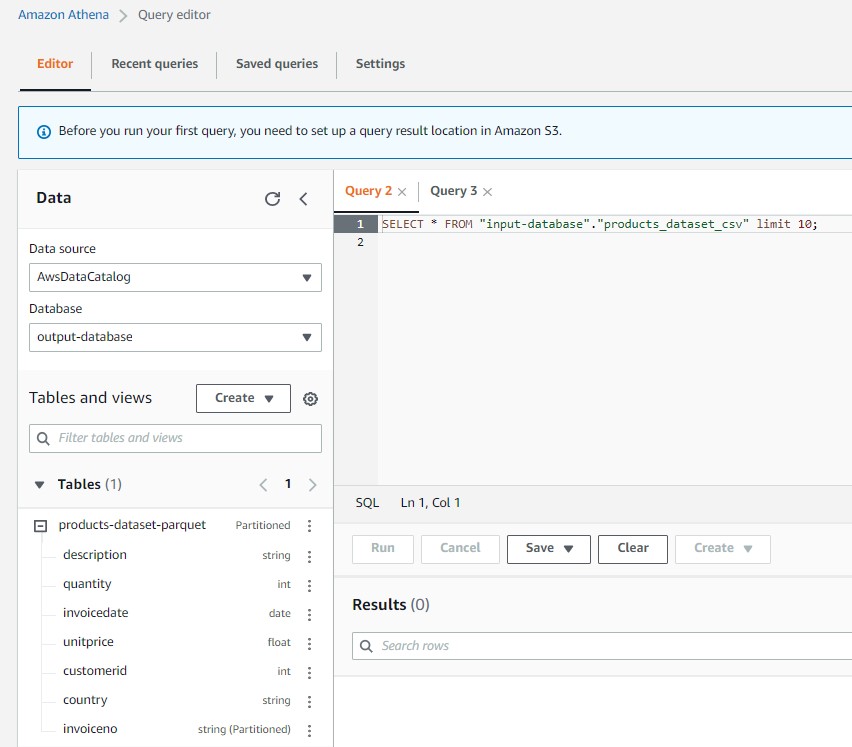 Amazon Athena > Query editor
Editor Recent queries Saved queries Settings
Before you run your first query, you need to set up a query result location in Amazon S3.
Data
Query 2 Query 3
1 SELECT * FROM "input-database"."products_dataset_csv" limit 10;
2
Data source
AwsDataCatalog
Database
output-database
Tables and views Create
Filter tables and views
Tables (1) < 1 >
products-dataset-parquet Partitioned
description string
quantity int
invoicedate date
unitprice float
customerid int
country string
invoiceno string (Partitioned)
SQL Ln 1, Col 1
Run Cancel Save Clear Create
Results (0)
Search rows